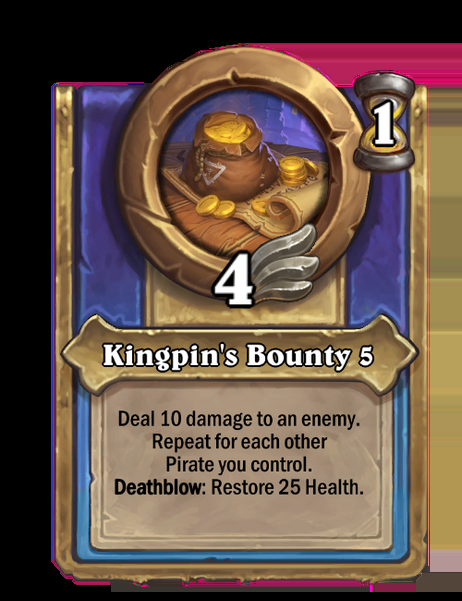 1
4
Kingpin's Bounty 5
Deal 10 damage to an enemy.
Repeat for each other
Pirate you control.
Deathblow: Restore 25 Health.